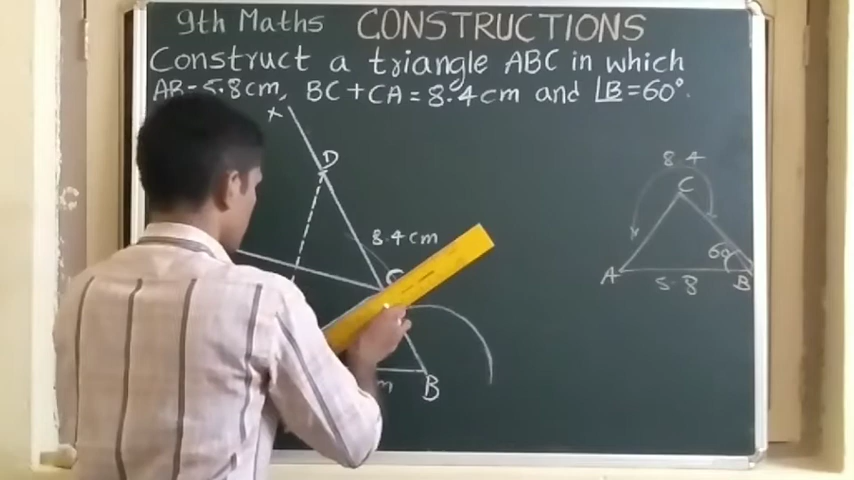 9th Maths CONSTRUCTIONS
Construct a triangle ABC in which
AB=5.8cm, BC+CA=8.4cm and ∠B=60°.
X
D
8.4
C
8.4cm
C
60
A
5.8
B
m
B